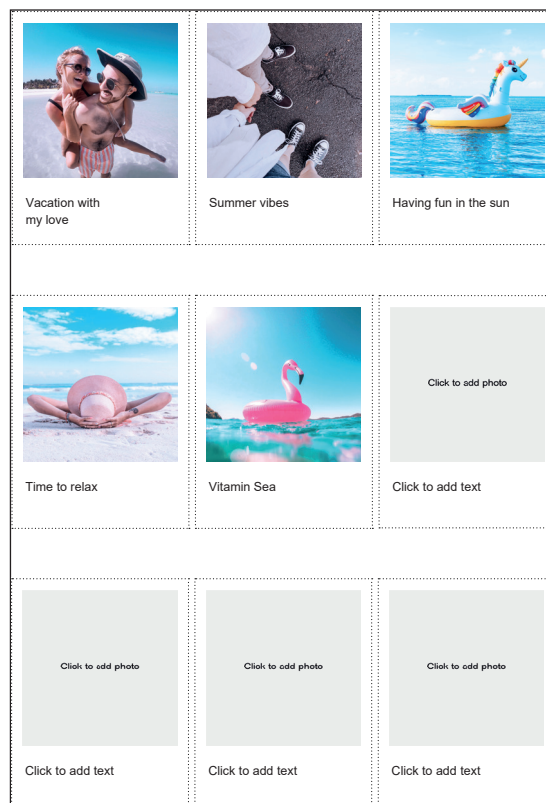 Vacation with
my love
Summer vibes
Having fun in the sun
Time to relax
Vitamin Sea
Click to add photo
Click to add text
Click to add photo
Click to add photo
Click to add photo
Click to add text
Click to add text
Click to add text